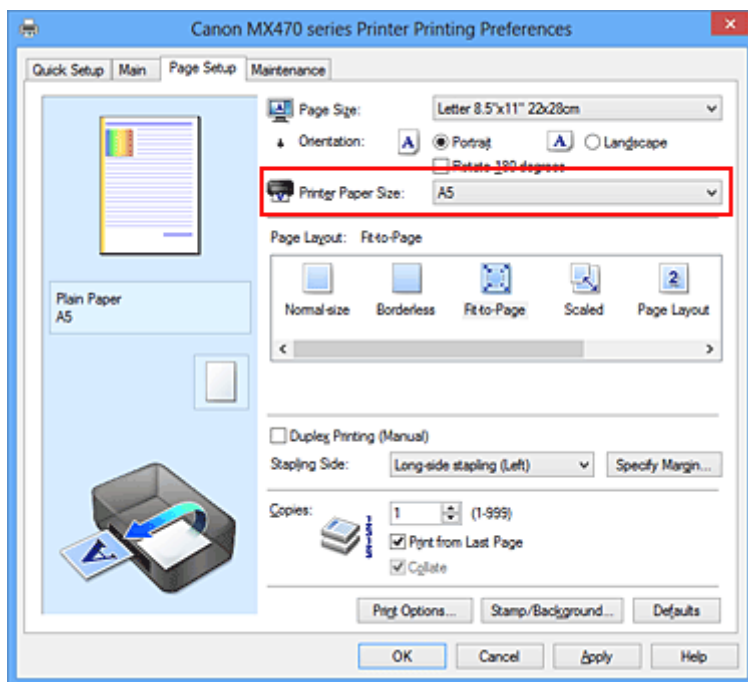 Canon MX470 series Printer Printing Preferences
Quick Setup Main Page Setup Maintenance
Page Size: Letter 8.5"x11" 22x28cm
Orientation: A Portrait A Landscape
Rotate 180 degrees
Printer Paper Size: A5
Page Layout: Fit-to-Page
Normal-size Borderless Fit-to-Page Scaled 2 Page Layout
Plain Paper
A5
Duplex Printing (Manual)
Stapling Side: Long-side stapling (Left) Specify Margin...
Copies: 1 (1-999)
Print from Last Page
Collate
A
Print Options... Stamp/Background... Defaults
OK Cancel Apply Help